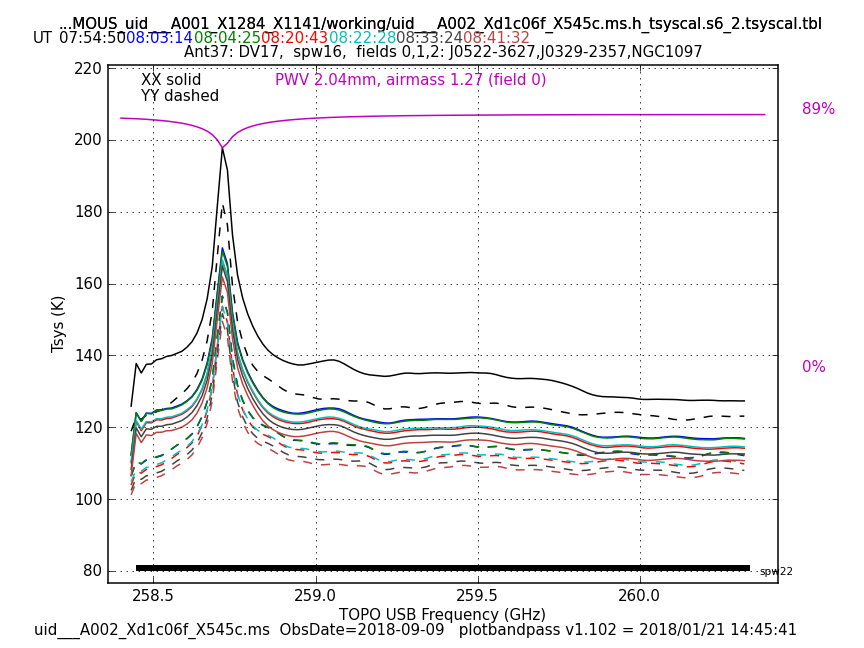 ...MOUS_uid___A001_X1284_X1141/working/uid___A002_Xd1c06f_X545c.ms.h_tsyscal.s6_2.tsyscal.tbl
UT 07:54:50 08:03:14 08:04:25 08:20:43 08:22:28 08:33:24 08:41:32
Ant37: DV17,  spw16,  fields 0,1,2: J0522-3627,J0329-2357,NGC1097
XX solid
YY dashed
PWV 2.04mm, airmass 1.27 (field 0)
89%
0%
220
200
180
160
140
120
100
80
Tsys (K)
spw22
258.5 259.0 259.5 260.0
TOPO USB Frequency (GHz)
uid___A002_Xd1c06f_X545c.ms  ObsDate=2018-09-09   plotbandpass v1.102 = 2018/01/21 14:45:41